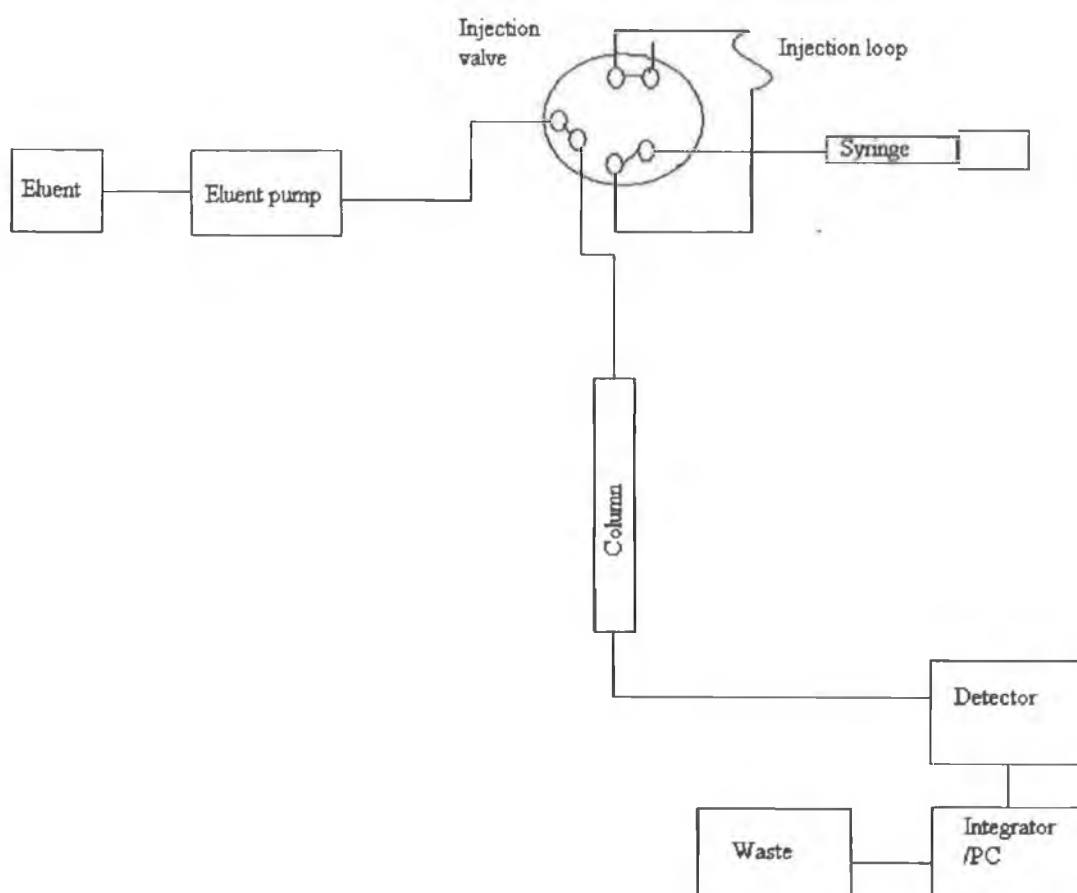 Injection
valve
Injection loop
Syringe
Eluent
Eluent pump
Column
Detector
Integrator
/PC
Waste